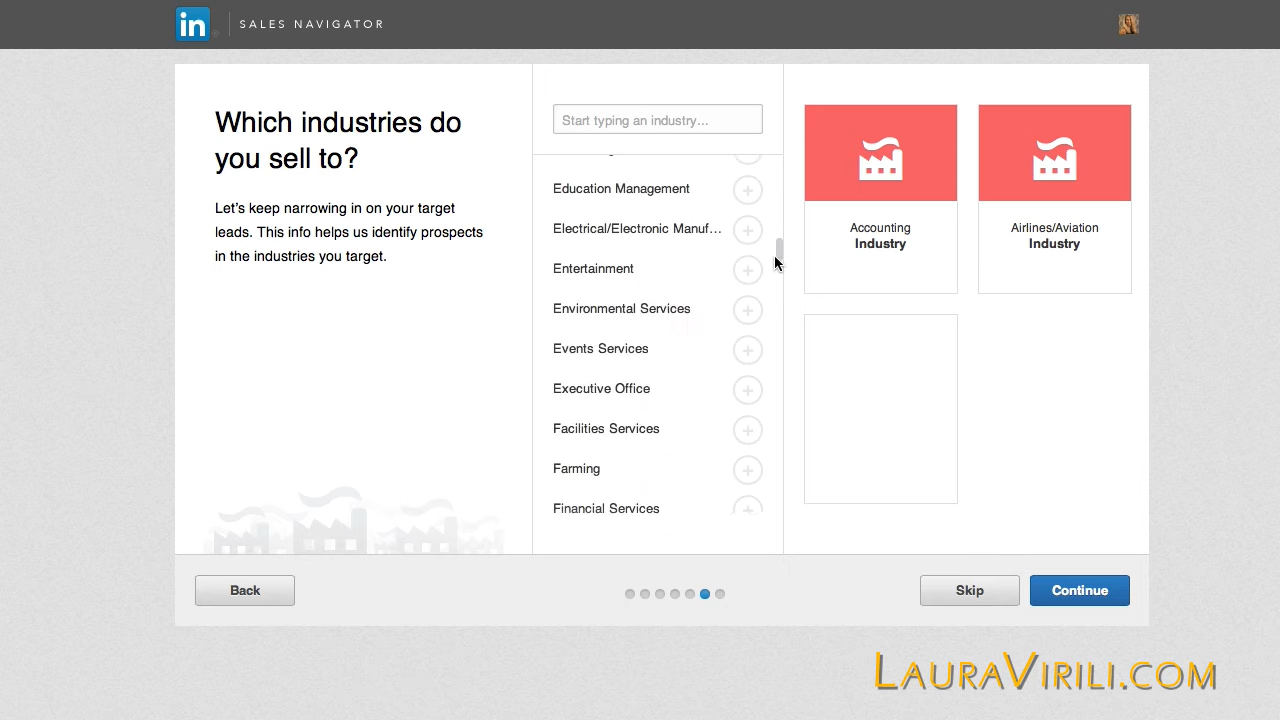 in SALES NAVIGATOR
Which industries do
you sell to?
Let's keep narrowing in on your target
leads. This info helps us identify prospects
in the industries you target.
Start typing an industry...
Education Management
Electrical/Electronic Manuf...
Entertainment
Environmental Services
Events Services
Executive Office
Facilities Services
Farming
Financial Services
Accounting
Industry
Airlines/Aviation
Industry
Back
Skip
Continue
LAURAVIRILI.COM